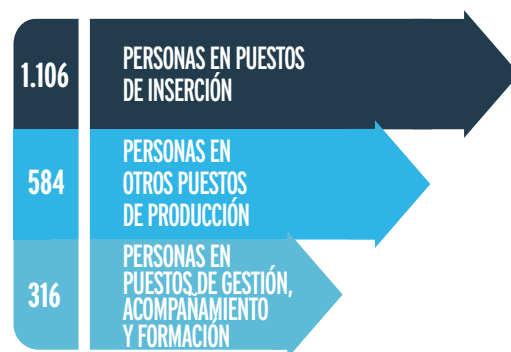 1.106
PERSONAS EN PUESTOS
DE INSERCIÓN
584
PERSONAS EN
OTROS PUESTOS
DE PRODUCCIÓN
316
PERSONAS EN
PUESTOS DE GESTIÓN,
ACOMPAÑAMIENTO
Y FORMACIÓN